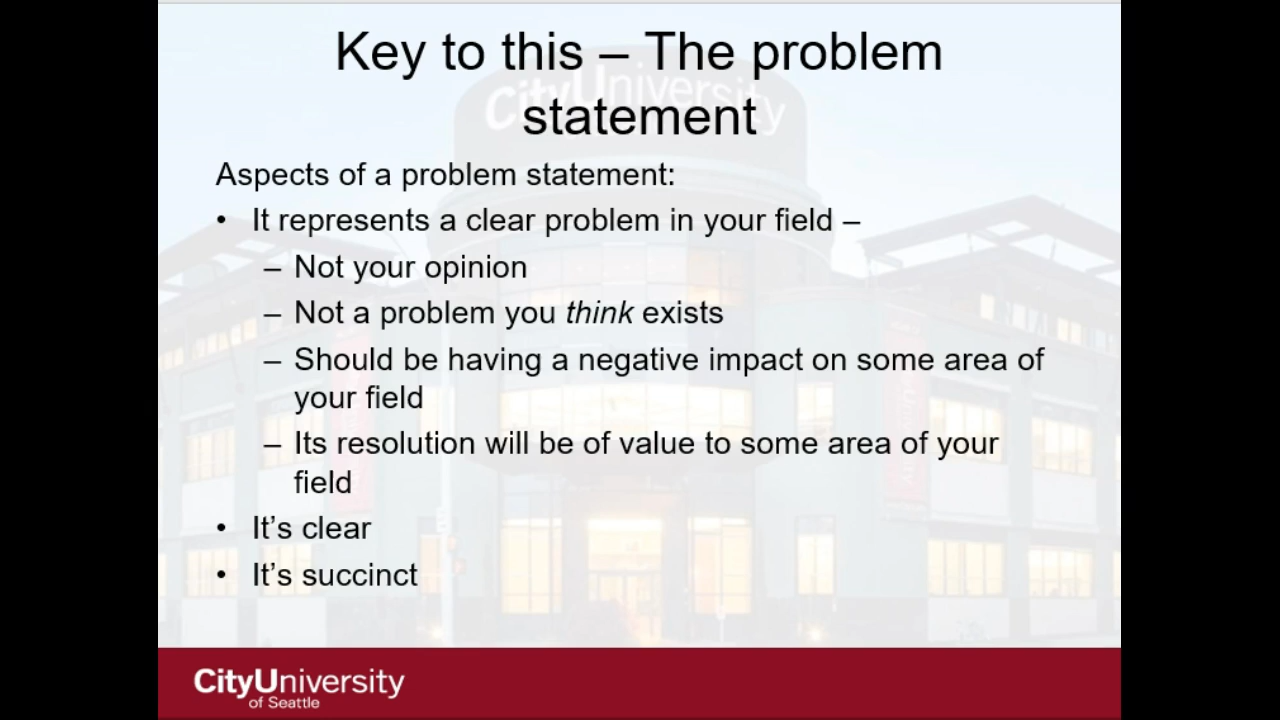 Key to this – The problem
statement
CityUniversity
Aspects of a problem statement:
• It represents a clear problem in your field –
– Not your opinion
– Not a problem you think exists
– Should be having a negative impact on some area of
your field
– Its resolution will be of value to some area of your
field
• It’s clear
• It’s succinct
CityUniversity
of Seattle